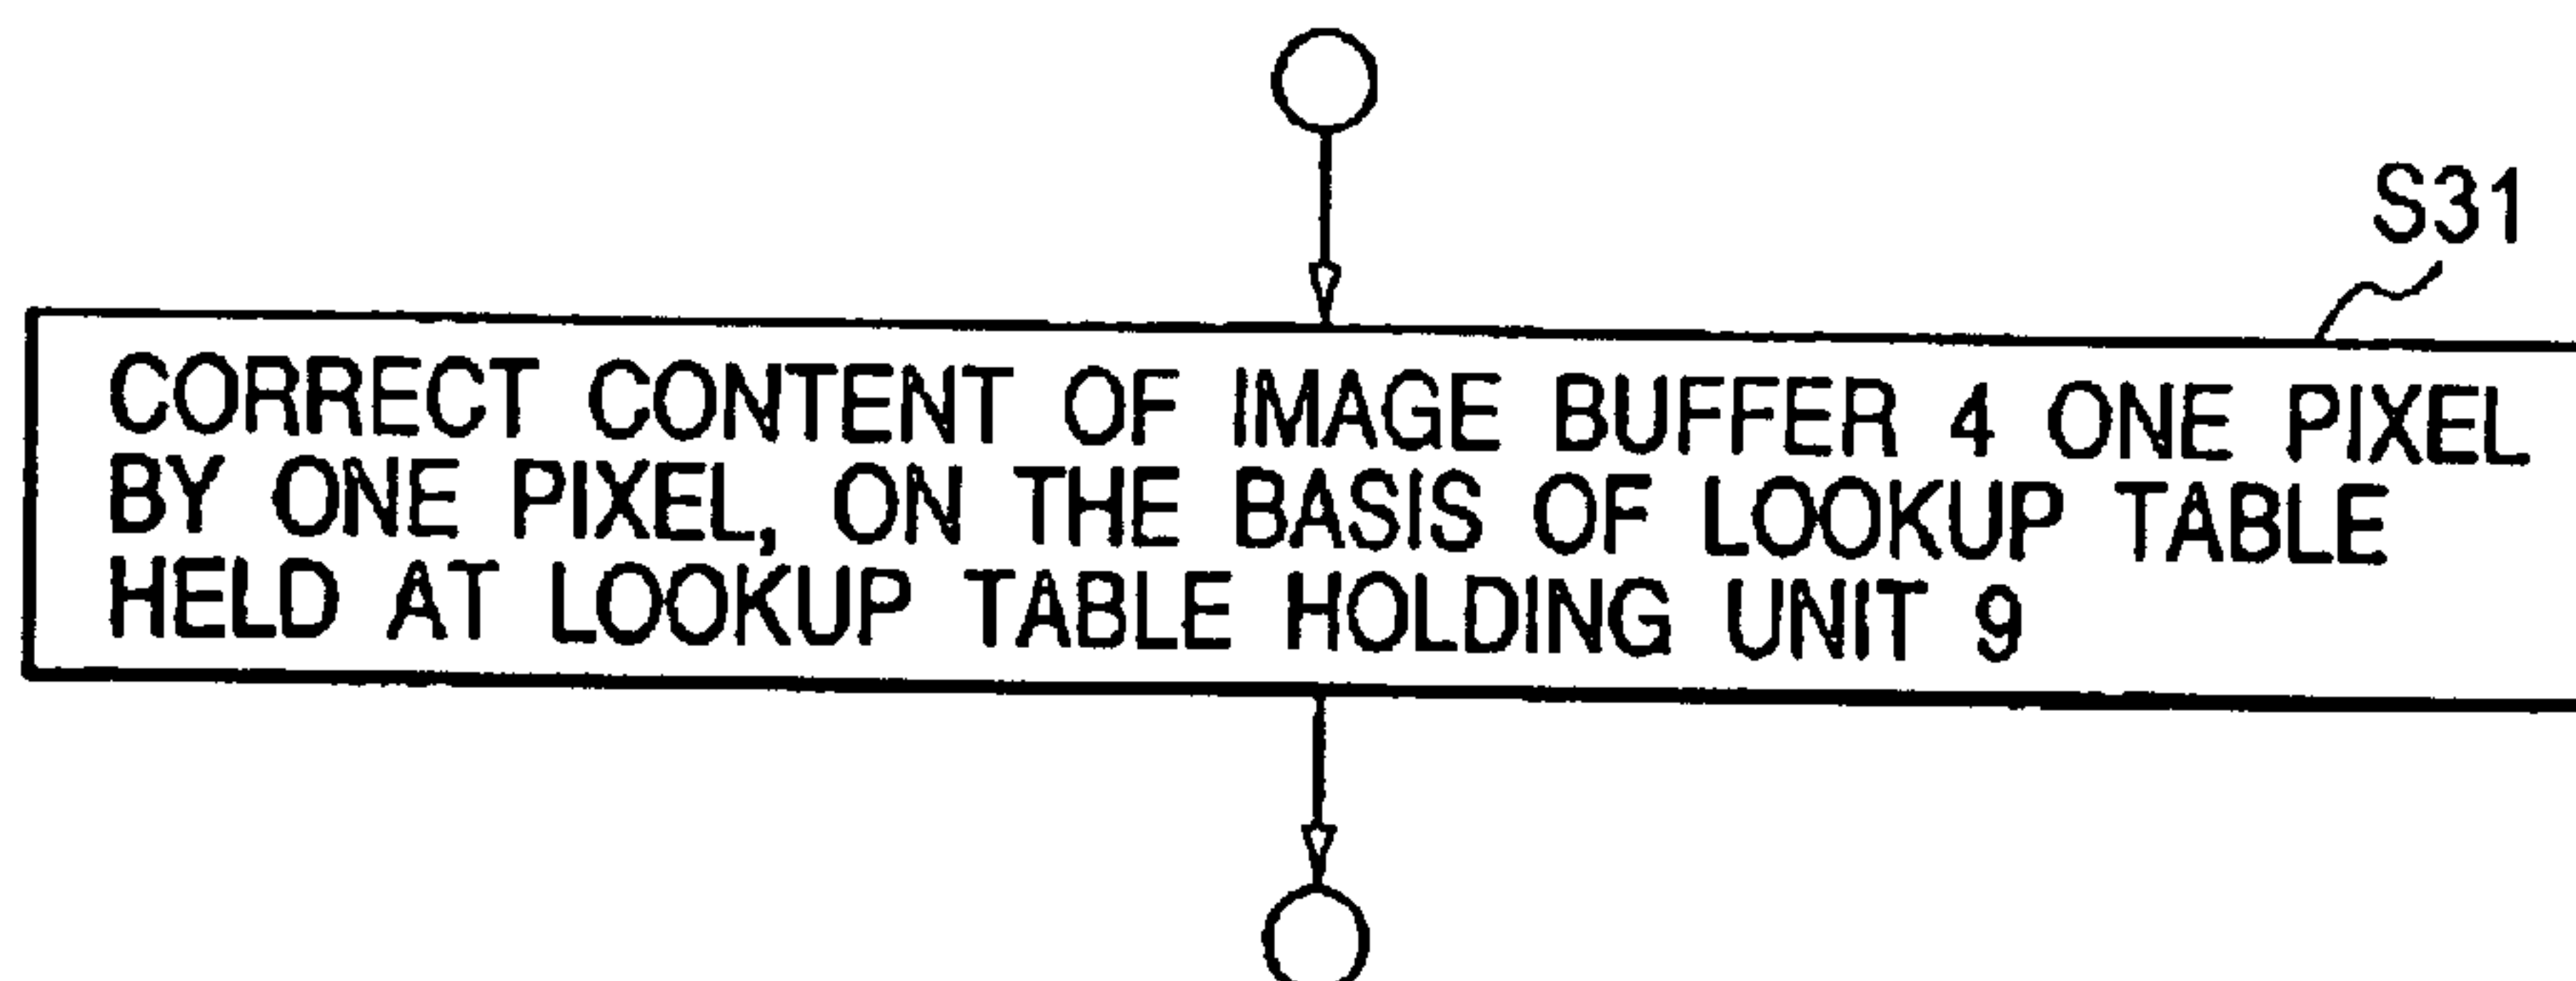 S31
CORRECT CONTENT OF IMAGE BUFFER 4 ONE PIXEL
BY ONE PIXEL, ON THE BASIS OF LOOKUP TABLE
HELD AT LOOKUP TABLE HOLDING UNIT 9